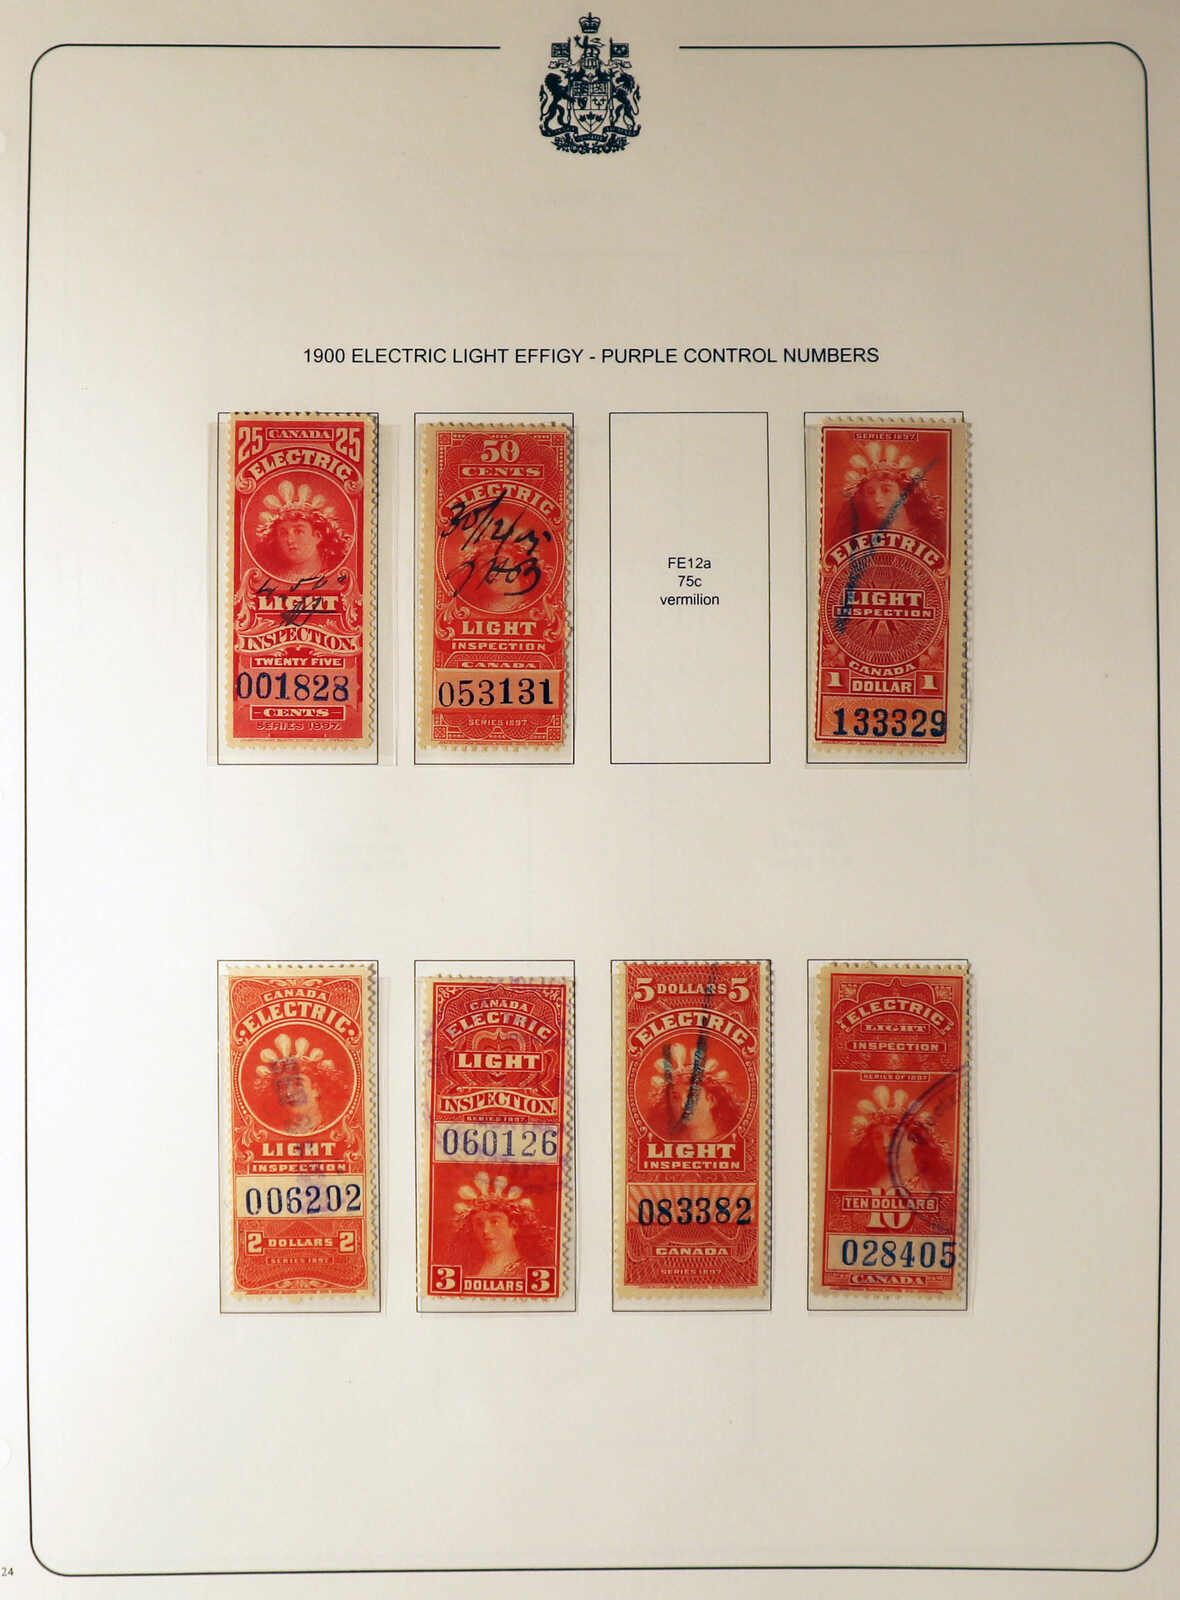 1900 ELECTRIC LIGHT EFFIGY - PURPLE CONTROL NUMBERS
25 CANADA 25
ELECTRIC
LIGHT
INSPECTION.
TWENTY FIVE
001828
CENTS
SERIES 1897.
50
CENTS
ELECTRIC
30/12/03
LIGHT
INSPECTION
CANADA
053131
SERIES 1897
FE12a
75c
vermilion
SERIES 1897.
ELECTRIC
LIGHT
INSPECTION
CANADA
1 DOLLAR 1
133329
CANADA
ELECTRIC
LIGHT
INSPECTION
006202
2 DOLLARS 2
SERIES 1897
CANADA
ELECTRIC
LIGHT
INSPECTION.
SERIES 1897.
060126
3 DOLLARS 3
5 DOLLARS 5
ELECTRIC
LIGHT
INSPECTION
083382
CANADA
SERIES 1897
ELECTRIC
LIGHT
INSPECTION
SERIES OF 1897
10
TEN DOLLARS
028405
CANADA
24